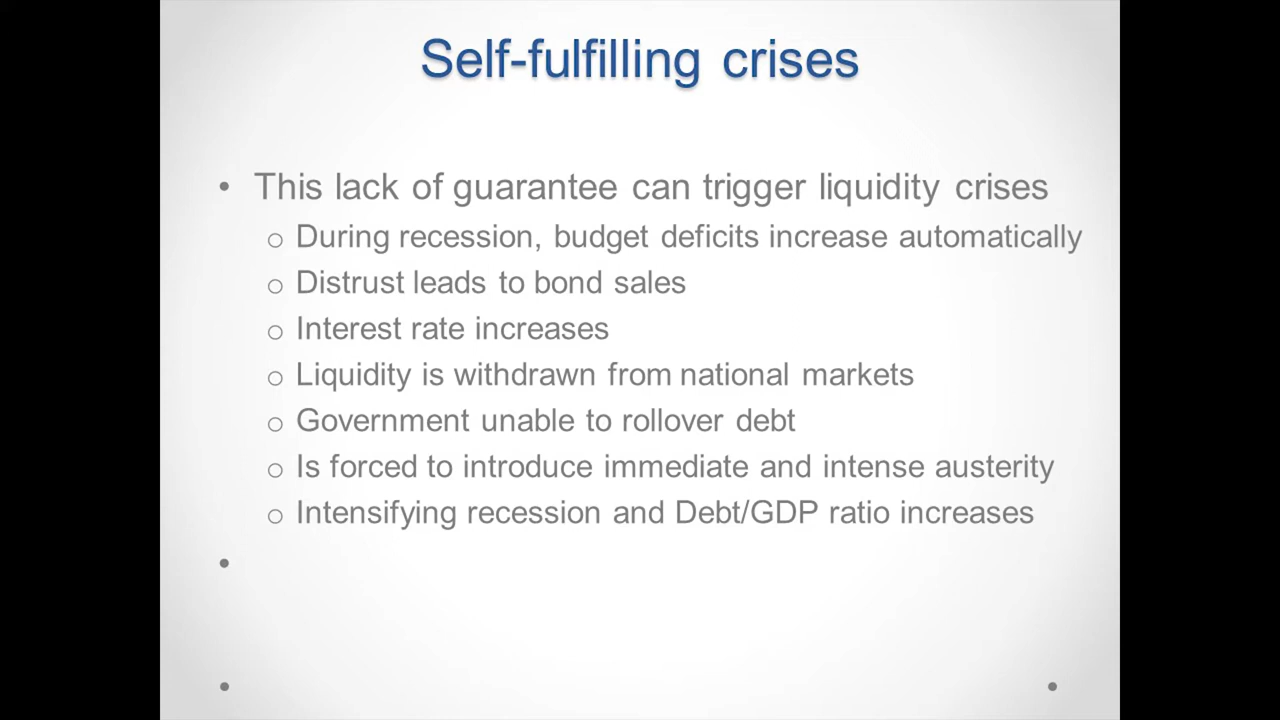 Self-fulfilling crises
• This lack of guarantee can trigger liquidity crises
o During recession, budget deficits increase automatically
o Distrust leads to bond sales
o Interest rate increases
o Liquidity is withdrawn from national markets
o Government unable to rollover debt
o Is forced to introduce immediate and intense austerity
o Intensifying recession and Debt/GDP ratio increases